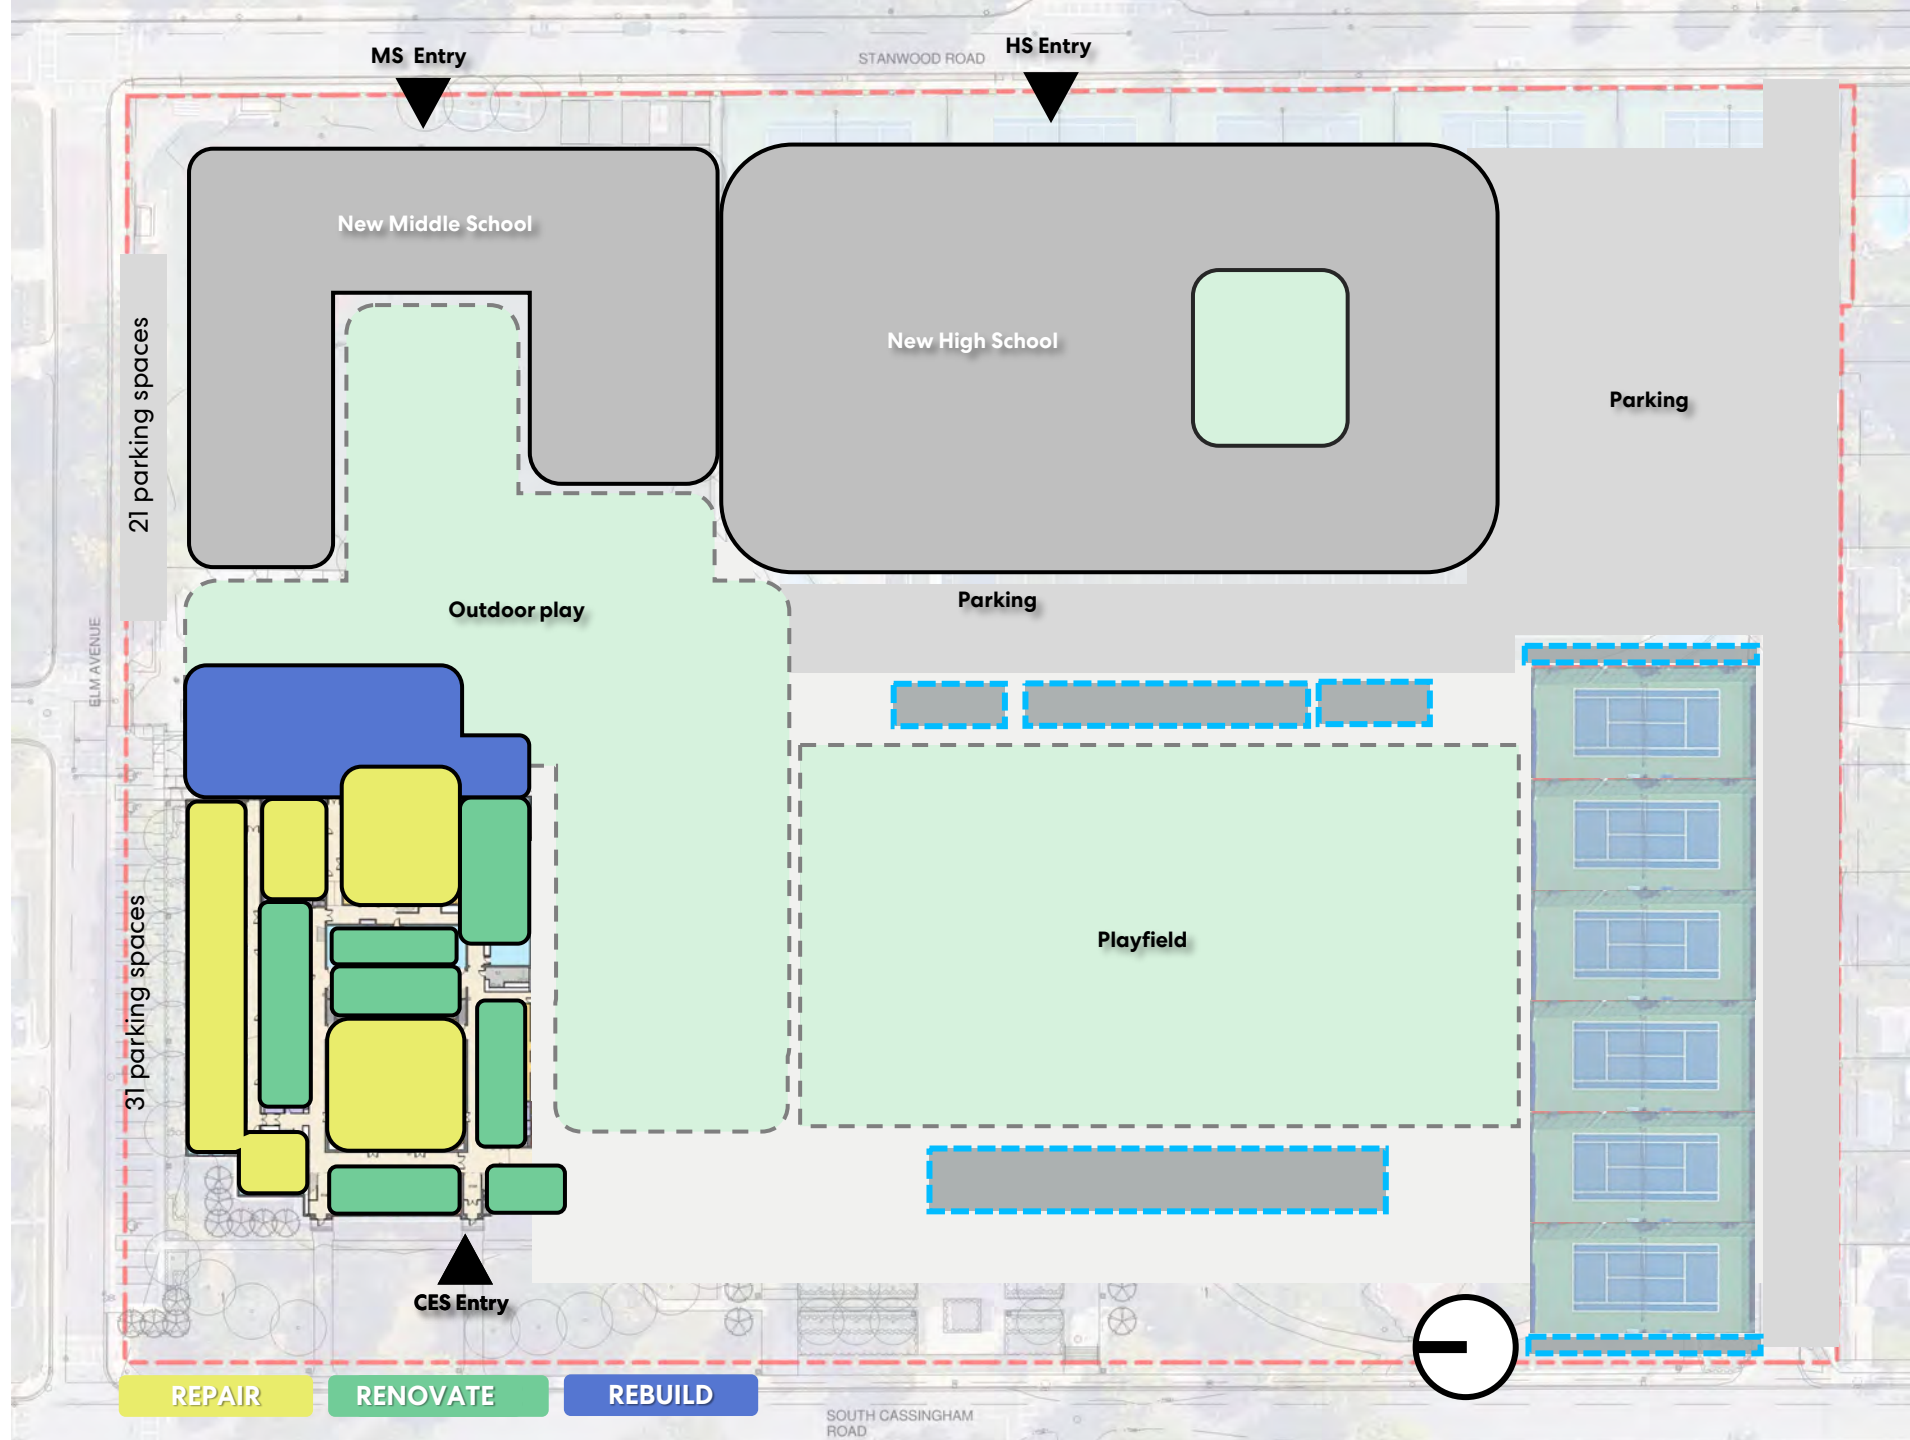 MS Entry
HS Entry
STANWOOD ROAD
New Middle School
New High School
Parking
21 parking spaces
Outdoor play
Parking
ELM AVENUE
Playfield
31 parking spaces
CES Entry
REPAIR
RENOVATE
REBUILD
SOUTH CASSINGHAM
ROAD